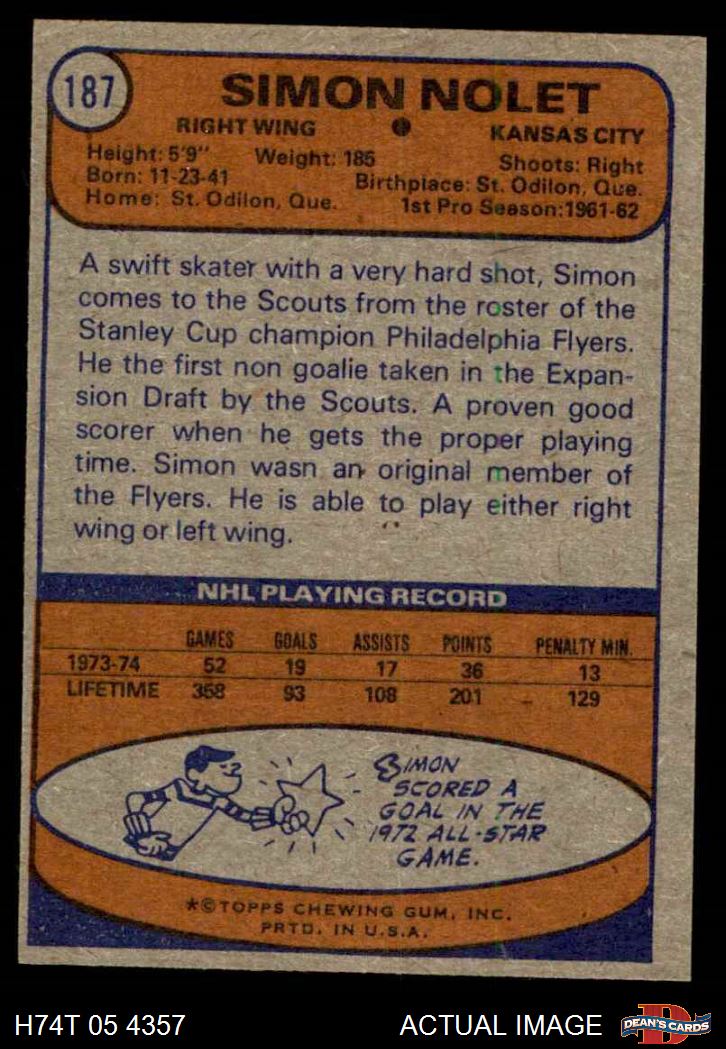 187
SIMON NOLET
RIGHT WING • KANSAS CITY
Height: 5'9" Weight: 185 Shoots: Right
Born: 11-23-41 Birthplace: St. Odilon, Que.
Home: St. Odilon, Que. 1st Pro Season: 1961-62
A swift skater with a very hard shot, Simon
comes to the Scouts from the roster of the
Stanley Cup champion Philadelphia Flyers.
He the first non goalie taken in the Expan-
sion Draft by the Scouts. A proven good
scorer when he gets the proper playing
time. Simon wasn an original member of
the Flyers. He is able to play either right
wing or left wing.
NHL PLAYING RECORD
GAMES GOALS ASSISTS POINTS PENALTY MIN.
1973-74 52 19 17 36 13
LIFETIME 358 93 108 201 129
SIMON
SCORED A
GOAL IN THE
1972 ALL-STAR
GAME.
*©TOPPS CHEWING GUM, INC.
PRTD. IN U.S.A.
H74T 05 4357 ACTUAL IMAGE
D
DEAN'S CARDS